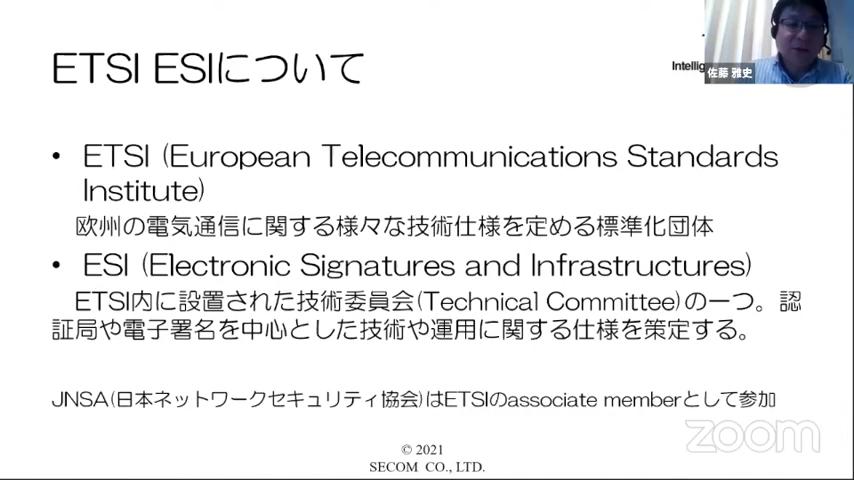 ETSI ESIについて
Intellig
佐藤 雅史
• ETSI (European Telecommunications Standards
Institute)
欧州の電気通信に関する様々な技術仕様を定める標準化団体
• ESI (Electronic Signatures and Infrastructures)
ETSI内に設置された技術委員会(Technical Committee)の一つ。認
証局や電子署名を中心とした技術や運用に関する仕様を策定する。
JNSA(日本ネットワークセキュリティ協会)はETSIのassociate memberとして参加
zoom
© 2021
SECOM CO., LTD.